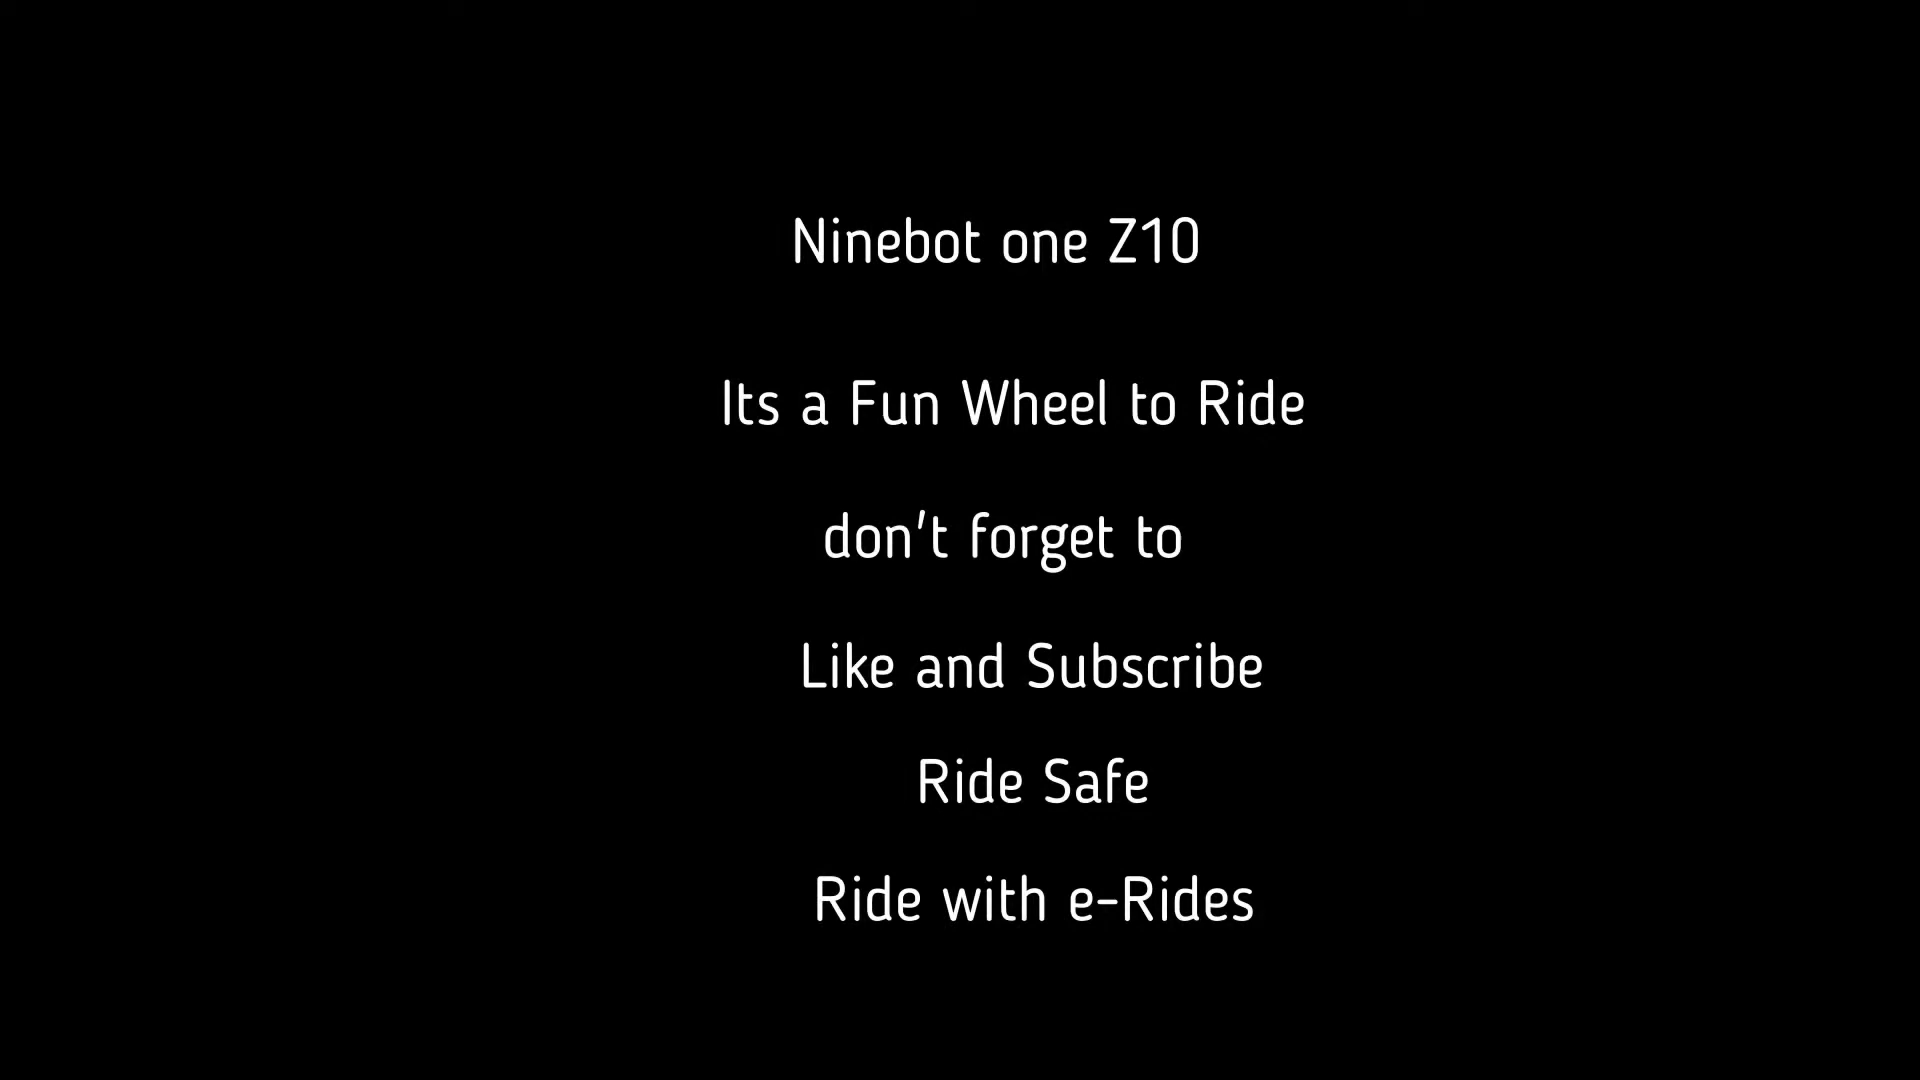 Ninebot one Z10
Its a Fun Wheel to Ride
don't forget to
Like and Subscribe
Ride Safe
Ride with e-Rides